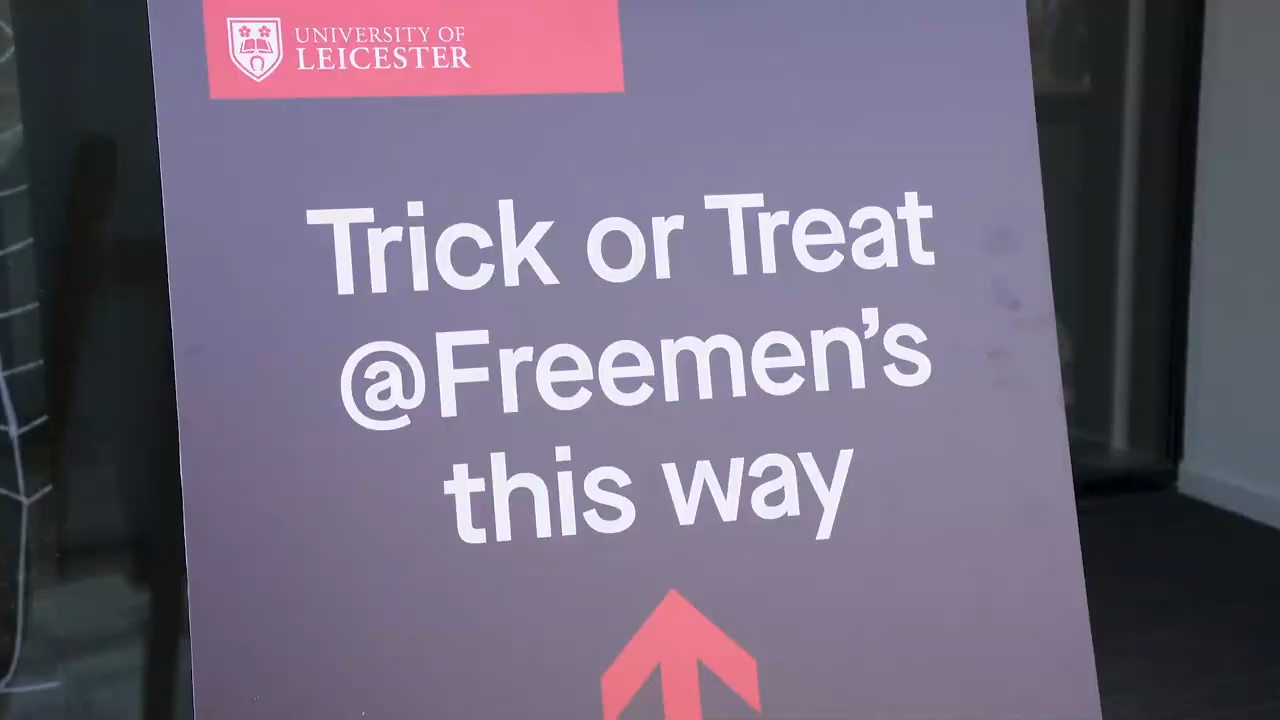 UNIVERSITY OF
LEICESTER
Trick or Treat
@Freemen's
this way